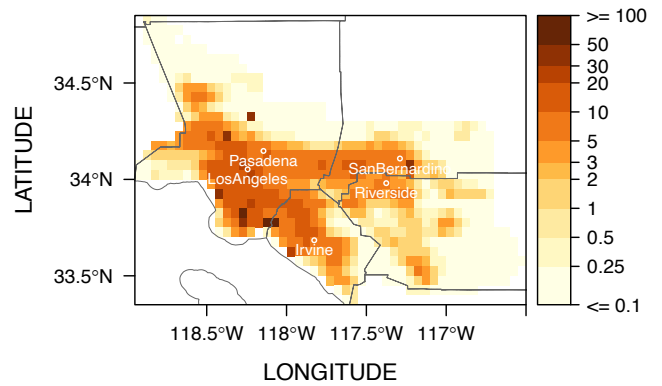 >= 100
50
30
20
10
5
3
2
1
0.5
0.25
<= 0.1
LATITUDE
34.5°N
34°N
33.5°N
Pasadena
LosAngeles
SanBernardino
Riverside
Irvine
118.5°W
118°W
117.5°W
117°W
LONGITUDE